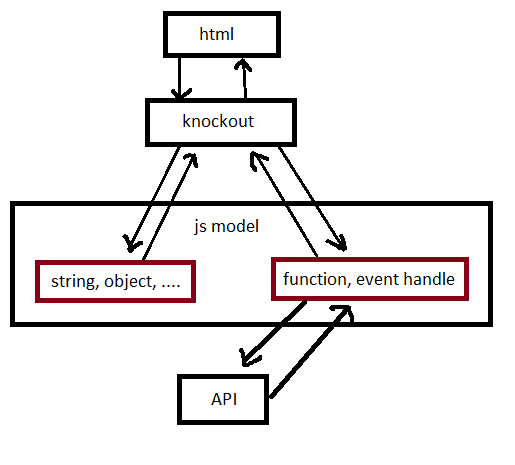 html
knockout
js model
string, object, ....
function, event handle
API